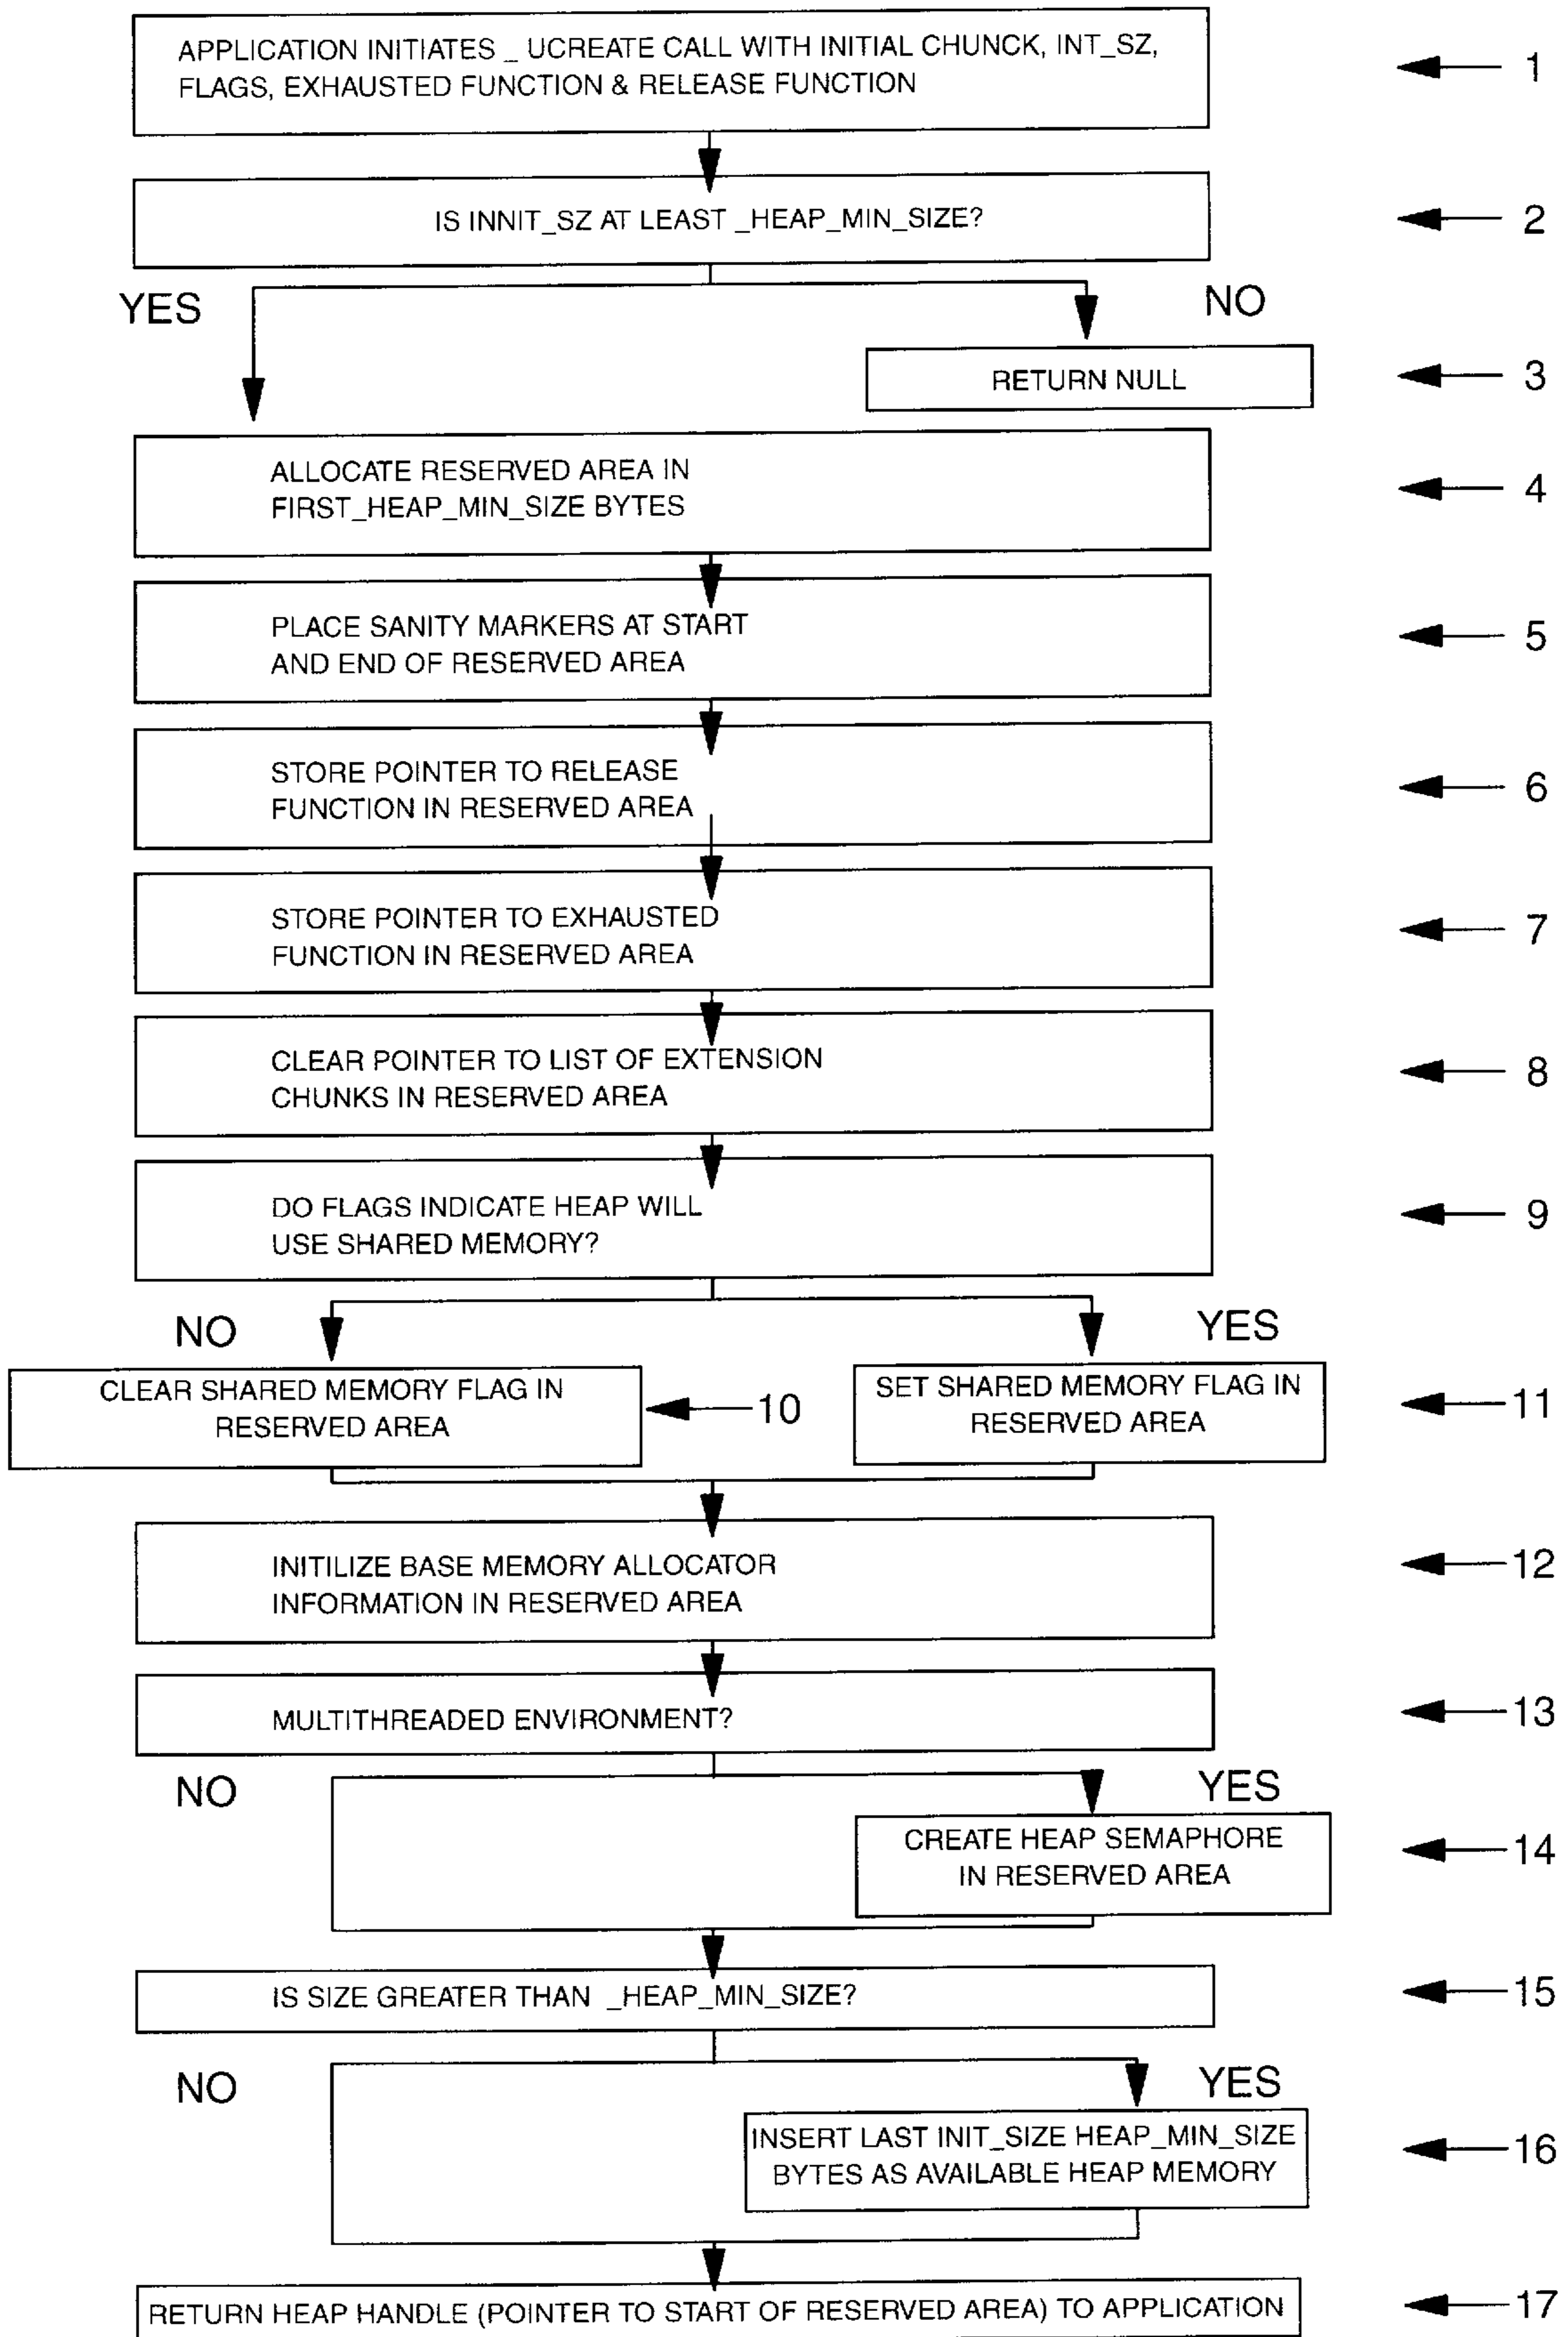 APPLICATION INITIATES _ UCREATE CALL WITH INITIAL CHUNCK, INT_SZ,
FLAGS, EXHAUSTED FUNCTION & RELEASE FUNCTION
1
IS INNIT_SZ AT LEAST _HEAP_MIN_SIZE?
2
YES
NO
RETURN NULL
3
ALLOCATE RESERVED AREA IN
FIRST_HEAP_MIN_SIZE BYTES
4
PLACE SANITY MARKERS AT START
AND END OF RESERVED AREA
5
STORE POINTER TO RELEASE
FUNCTION IN RESERVED AREA
6
STORE POINTER TO EXHAUSTED
FUNCTION IN RESERVED AREA
7
CLEAR POINTER TO LIST OF EXTENSION
CHUNKS IN RESERVED AREA
8
DO FLAGS INDICATE HEAP WILL
USE SHARED MEMORY?
9
NO
YES
CLEAR SHARED MEMORY FLAG IN
RESERVED AREA
10
SET SHARED MEMORY FLAG IN
RESERVED AREA
11
INITILIZE BASE MEMORY ALLOCATOR
INFORMATION IN RESERVED AREA
12
MULTITHREADED ENVIRONMENT?
13
NO
YES
CREATE HEAP SEMAPHORE
IN RESERVED AREA
14
IS SIZE GREATER THAN _HEAP_MIN_SIZE?
15
NO
YES
INSERT LAST INIT_SIZE HEAP_MIN_SIZE
BYTES AS AVAILABLE HEAP MEMORY
16
RETURN HEAP HANDLE (POINTER TO START OF RESERVED AREA) TO APPLICATION
17